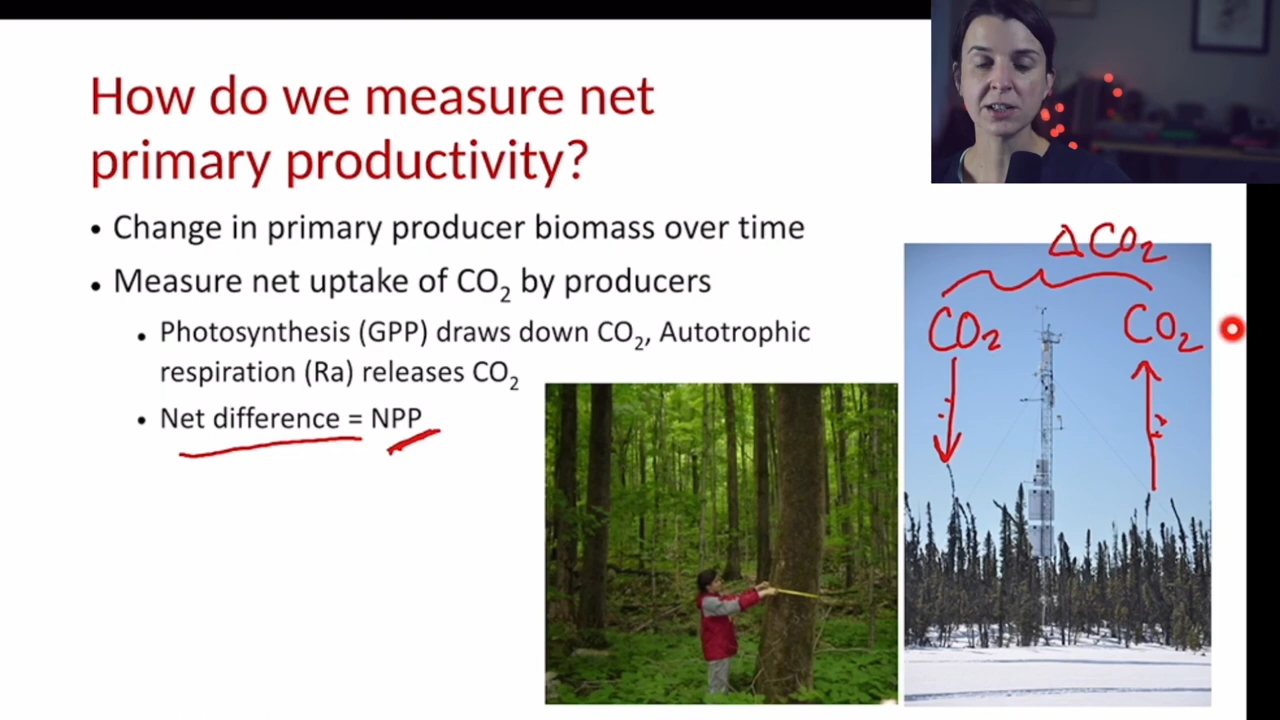 How do we measure net
primary productivity?
• Change in primary producer biomass over time
• Measure net uptake of CO₂ by producers
• Photosynthesis (GPP) draws down CO₂, Autotrophic
respiration (Ra) releases CO₂
• Net difference = NPP
Δ CO₂
CO₂ CO₂